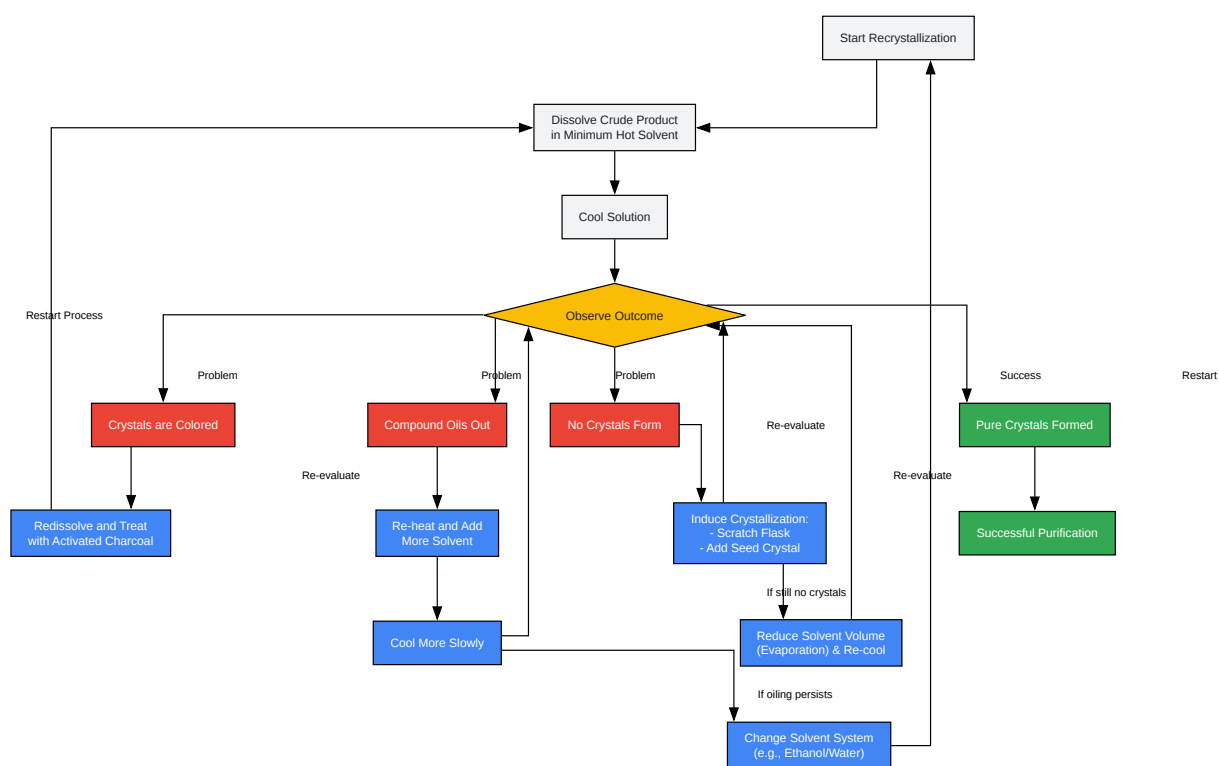 Start Recrystallization
Dissolve Crude Product
in Minimum Hot Solvent
Cool Solution
Observe Outcome
Restart Process
Problem
Problem
Problem
Success
Restart
Crystals are Colored
Compound Oils Out
No Crystals Form
Re-evaluate
Pure Crystals Formed
Re-evaluate
Re-evaluate
Redissolve and Treat
with Activated Charcoal
Re-heat and Add
More Solvent
Induce Crystallization:
- Scratch Flask
- Add Seed Crystal
Successful Purification
If still no crystals
Cool More Slowly
Reduce Solvent Volume
(Evaporation) & Re-cool
If oiling persists
Change Solvent System
(e.g., Ethanol/Water)